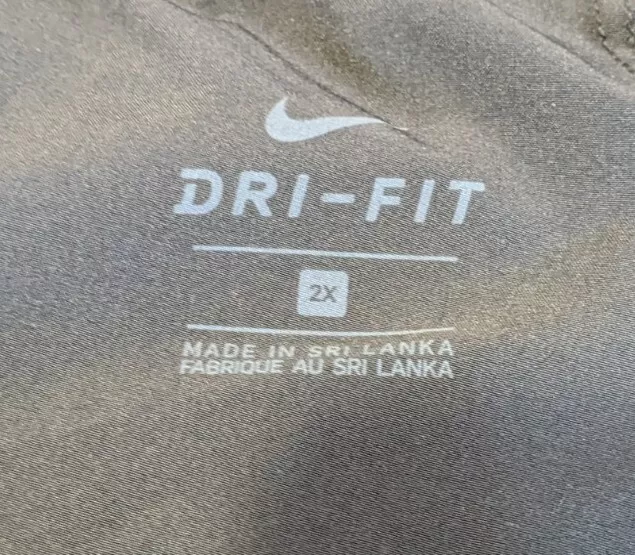 DRI-FIT
2X
MADE IN SRI LANKA
FABRIQUE AU SRI LANKA